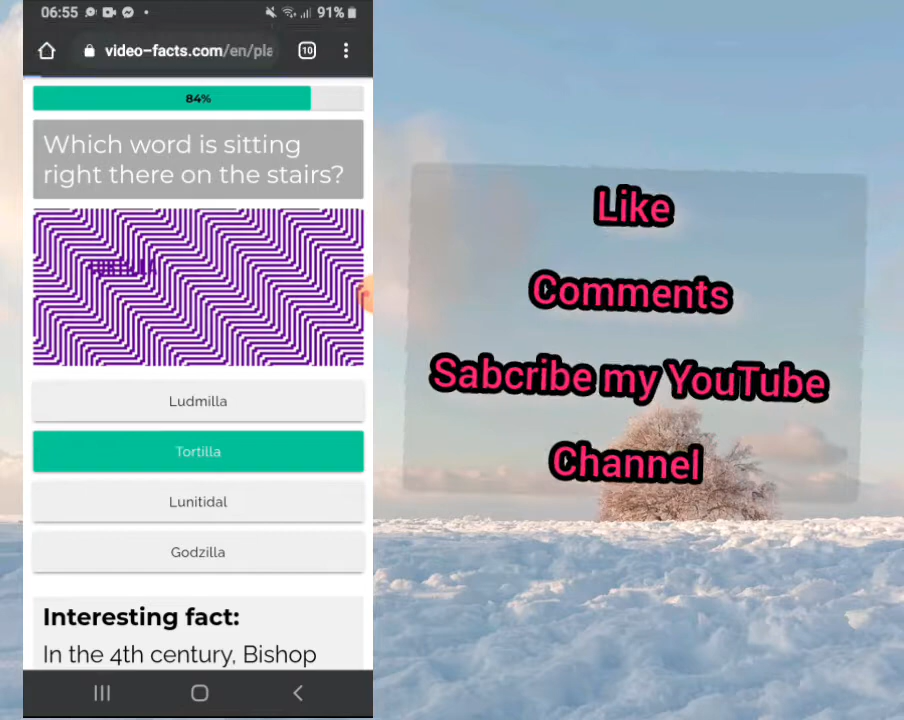 06:55
91%
video-facts.com/en/pla
10
84%
Which word is sitting
right there on the stairs?
TORTILLA
Ludmilla
Tortilla
Lunitidal
Godzilla
Interesting fact:
In the 4th century, Bishop
Like
Comments
Sabcribe my YouTube
Channel